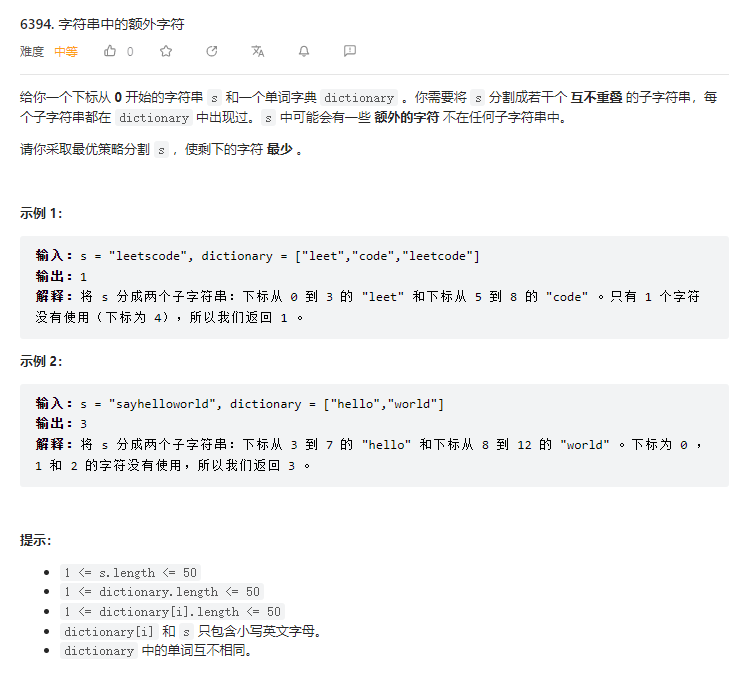 6394. 字符串中的额外字符
难度 中等 0
给你一个下标从 0 开始的字符串 s 和一个单词字典 dictionary 。你需要将 s 分割成若干个 互不重叠 的子字符串，每
个子字符串都在 dictionary 中出现过。s 中可能会有一些 额外的字符 不在任何子字符串中。
请你采取最优策略分割 s ，使剩下的字符 最少 。
示例 1：
输入：s = "leetscode", dictionary = ["leet","code","leetcode"]
输出：1
解释：将 s 分成两个子字符串：下标从 0 到 3 的 "leet" 和下标从 5 到 8 的 "code" 。只有 1 个字符
没有使用（下标为 4），所以我们返回 1 。
示例 2：
输入：s = "sayhelloworld", dictionary = ["hello","world"]
输出：3
解释：将 s 分成两个子字符串：下标从 3 到 7 的 "hello" 和下标从 8 到 12 的 "world" 。下标为 0 ，
1 和 2 的字符没有使用，所以我们返回 3 。
提示：
• 1 <= s.length <= 50
• 1 <= dictionary.length <= 50
• 1 <= dictionary[i].length <= 50
• dictionary[i] 和 s 只包含小写英文字母。
• dictionary 中的单词互不相同。